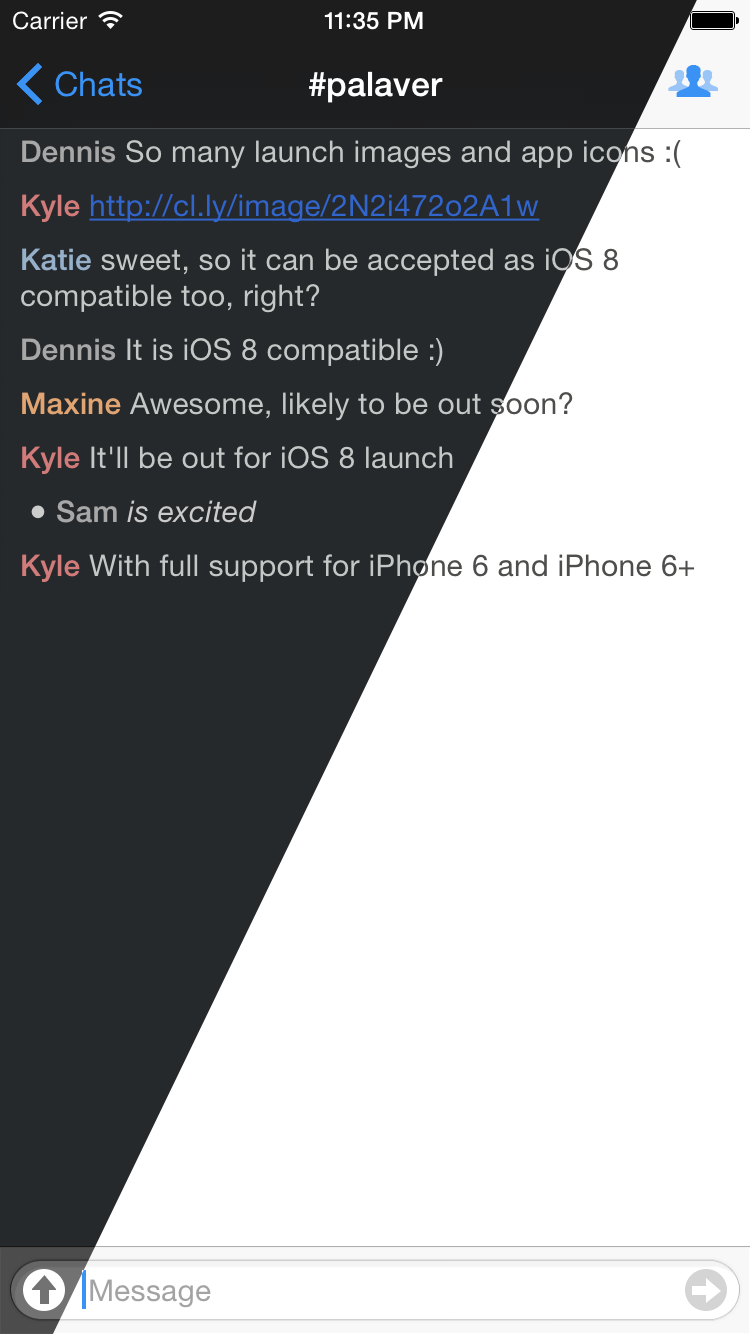 Carrier 11:35 PM
Chats #palaver
Dennis So many launch images and app icons :(
Kyle http://cl.ly/image/2N2i472o2A1w
Katie sweet, so it can be accepted as iOS 8
compatible too, right?
Dennis It is iOS 8 compatible :)
Maxine Awesome, likely to be out soon?
Kyle It'll be out for iOS 8 launch
• Sam is excited
Kyle With full support for iPhone 6 and iPhone 6+
Message